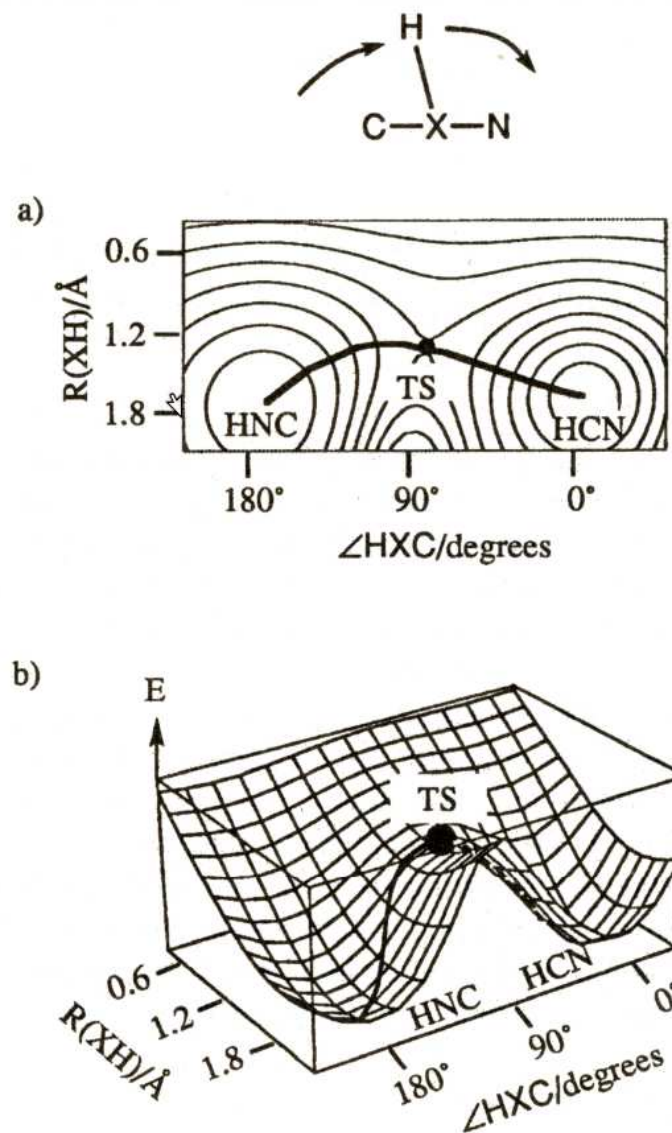 H
C—X—N
a)
0.6
1.2
1.8
R(XH)/Å
HNC
TS
HCN
180°
90°
0°
∠HXC/degrees
b)
E
TS
HNC
HCN
0.6
1.2
1.8
R(XH)/Å
180°
90°
0°
∠HXC/degrees